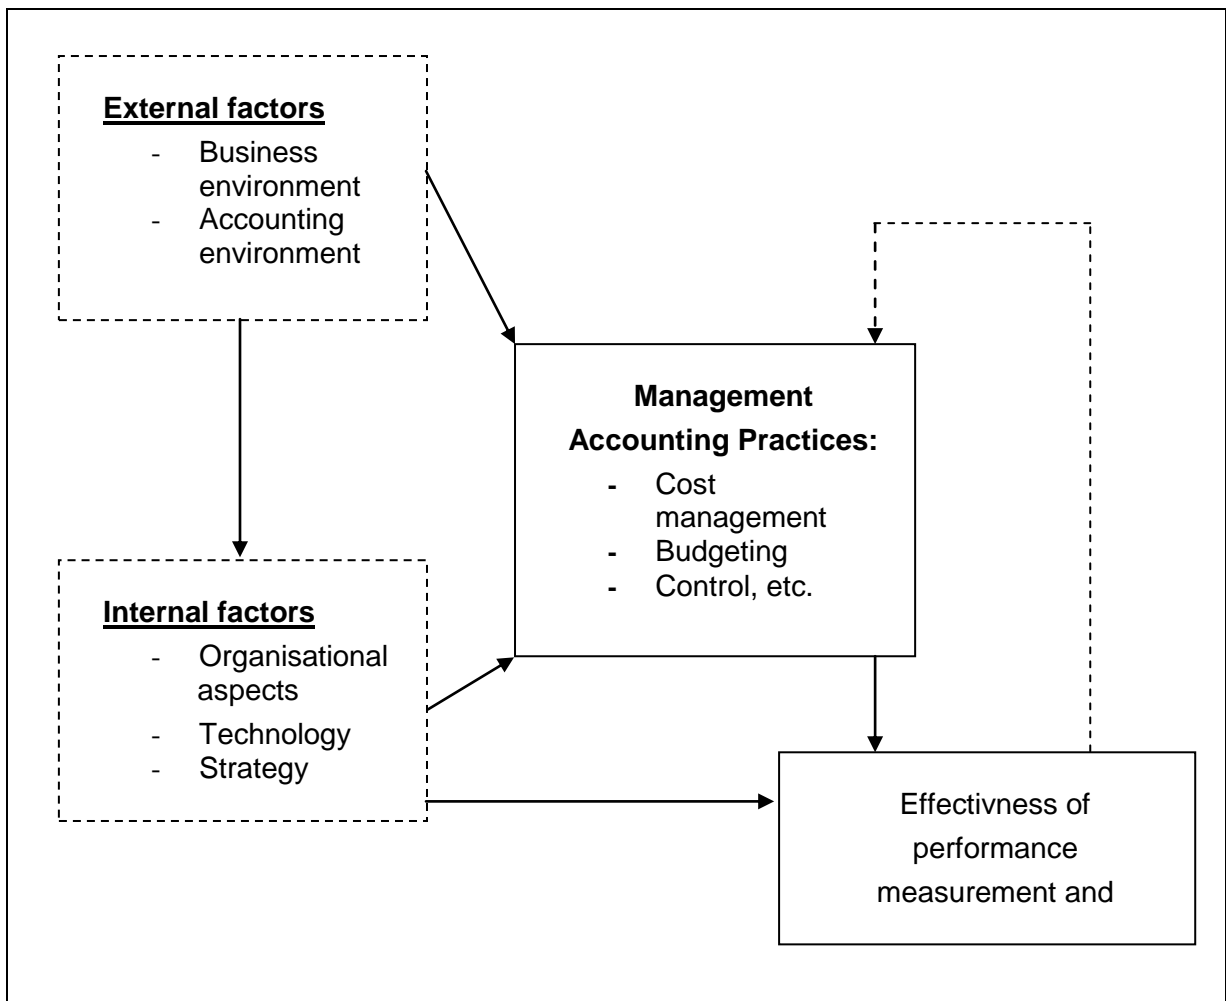 External factors
- Business
environment
- Accounting
environment
Management
Accounting Practices:
- Cost
management
- Budgeting
- Control, etc.
Internal factors
- Organisational
aspects
- Technology
- Strategy
Effectivness of
performance
measurement and